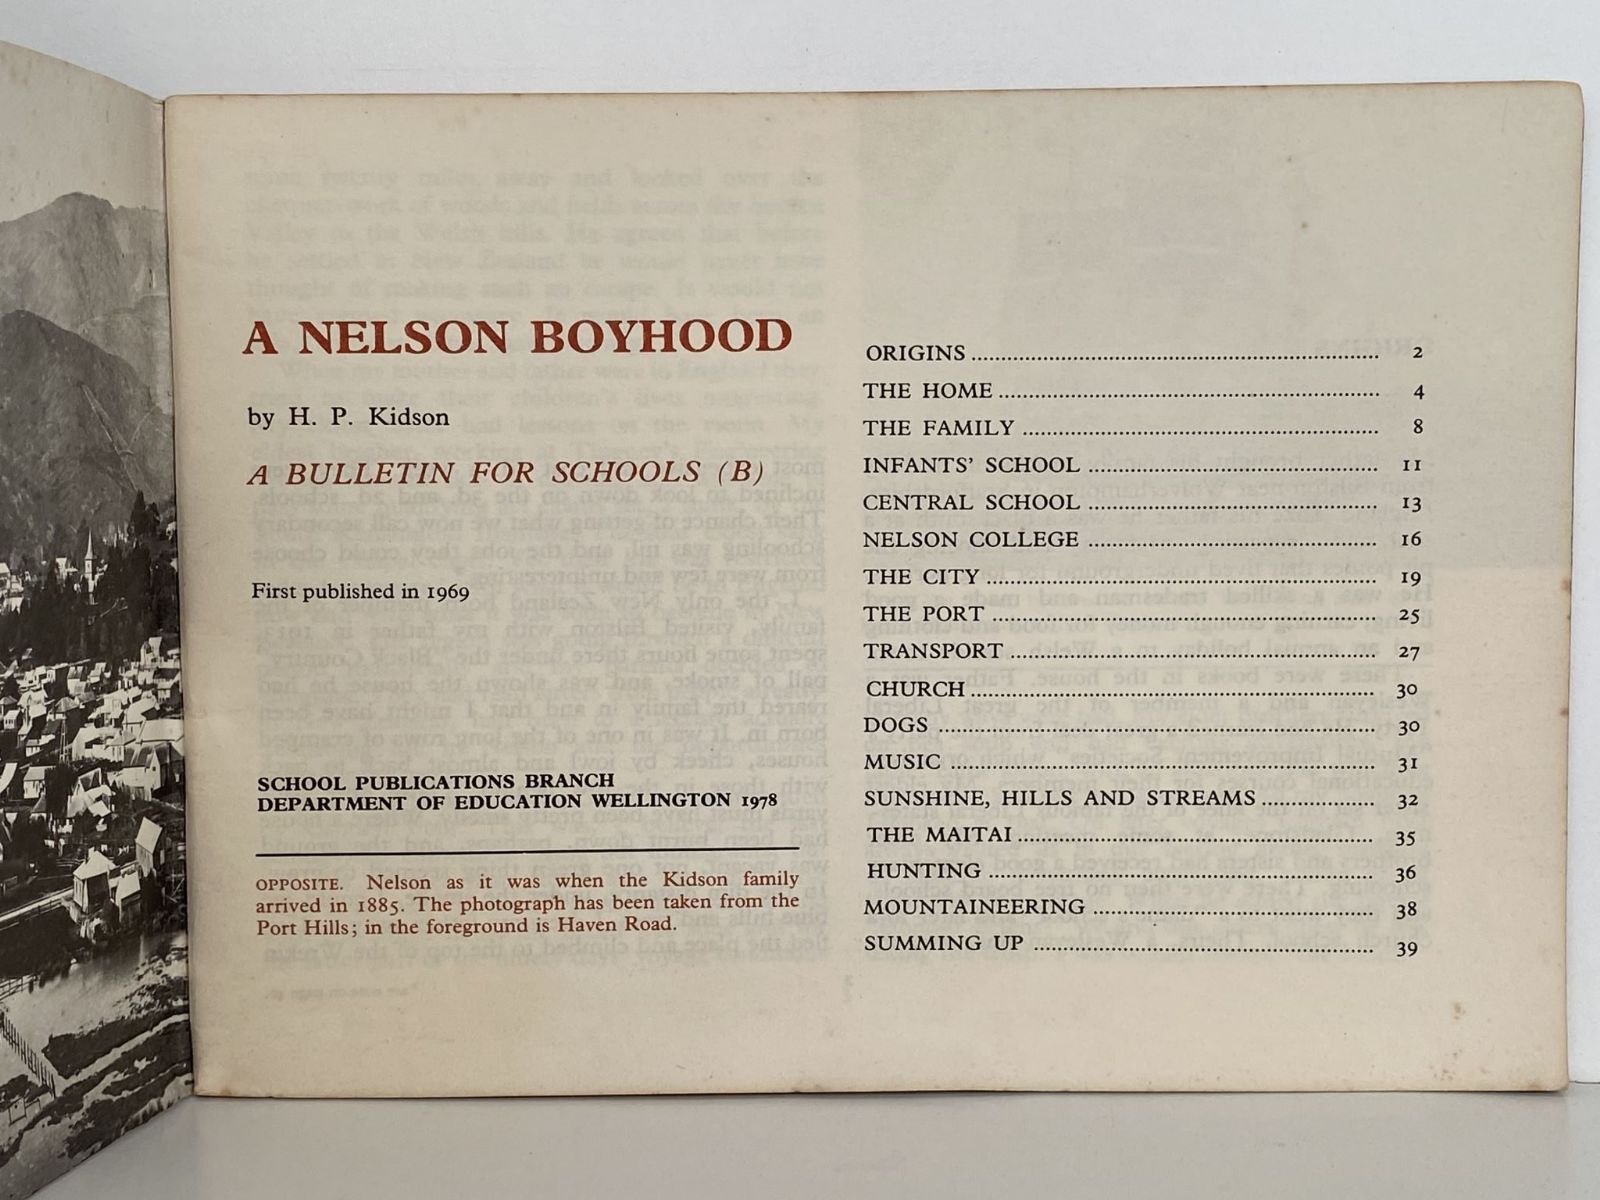 A NELSON BOYHOOD
by H. P. Kidson
A BULLETIN FOR SCHOOLS (B)
First published in 1969
SCHOOL PUBLICATIONS BRANCH
DEPARTMENT OF EDUCATION WELLINGTON 1978
OPPOSITE. Nelson as it was when the Kidson family
arrived in 1885. The photograph has been taken from the
Port Hills; in the foreground is Haven Road.
ORIGINS ........ 2
THE HOME ........ 4
THE FAMILY ........ 8
INFANTS' SCHOOL ........ 11
CENTRAL SCHOOL ........ 13
NELSON COLLEGE ........ 16
THE CITY ........ 19
THE PORT ........ 25
TRANSPORT ........ 27
CHURCH ........ 30
DOGS ........ 30
MUSIC ........ 31
SUNSHINE, HILLS AND STREAMS ........ 32
THE MAITAI ........ 35
HUNTING ........ 36
MOUNTAINEERING ........ 38
SUMMING UP ........ 39